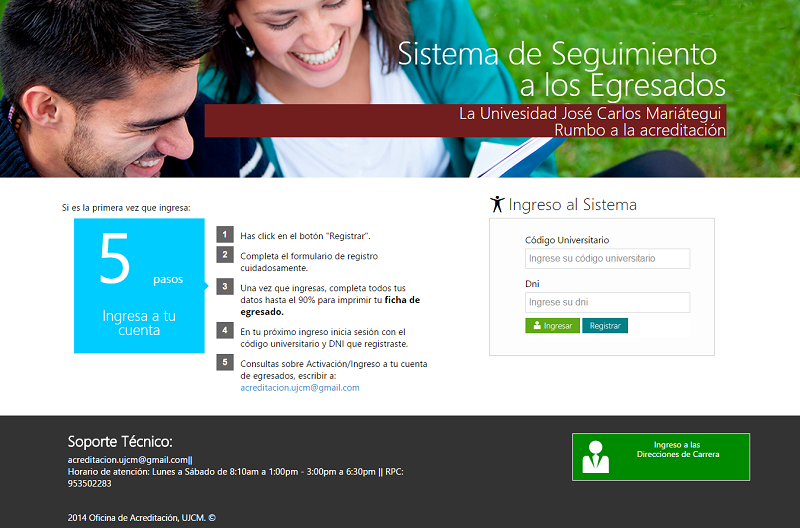 Sistema de Seguimiento
a los Egresados
La Univesidad José Carlos Mariátegui
Rumbo a la acreditación
Si es la primera vez que ingresa:
5 pasos
Ingresa a tu
cuenta
1 Has click en el botón "Registrar".
2 Completa el formulario de registro
cuidadosamente.
3 Una vez que ingresas, completa todos tus
datos hasta el 90% para imprimir tu ficha de
egresado.
4 En tu próximo ingreso inicia sesión con el
código universitario y DNI que registraste.
5 Consultas sobre Activación/Ingreso a tu cuenta
de egresados, escribir a:
acreditacion.ujcm@gmail.com
Ingreso al Sistema
Código Universitario
Ingrese su código universitario
Dni
Ingrese su dni
Ingresar Registrar
Soporte Técnico:
acreditacion.ujcm@gmail.com||
Horario de atención: Lunes a Sábado de 8:10am a 1:00pm - 3:00pm a 6:30pm || RPC:
953502283
Ingreso a las
Direcciones de Carrera
2014 Oficina de Acreditación, UJCM. ©